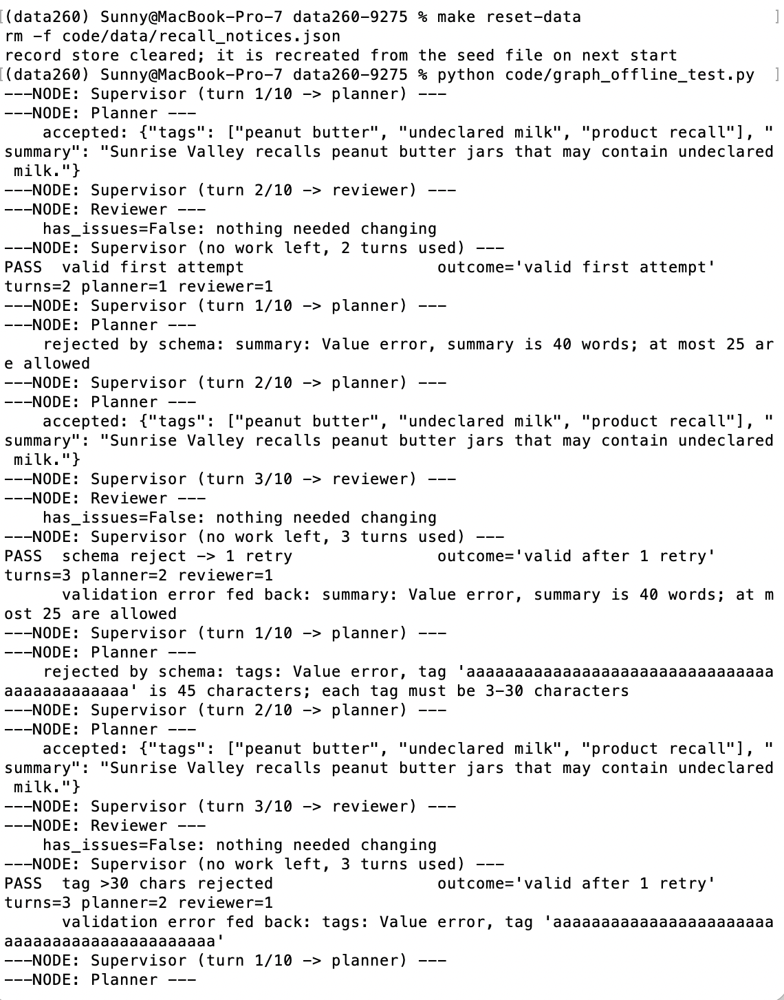 [(data260) Sunny@MacBook-Pro-7 data260-9275 % make reset-data ]
rm -f code/data/recall_notices.json
record store cleared; it is recreated from the seed file on next start
[(data260) Sunny@MacBook-Pro-7 data260-9275 % python code/graph_offline_test.py ]
---NODE: Supervisor (turn 1/10 -> planner) ---
---NODE: Planner ---
    accepted: {"tags": ["peanut butter", "undeclared milk", "product recall"], "
summary": "Sunrise Valley recalls peanut butter jars that may contain undeclared
 milk."}
---NODE: Supervisor (turn 2/10 -> reviewer) ---
---NODE: Reviewer ---
    has_issues=False: nothing needed changing
---NODE: Supervisor (no work left, 2 turns used) ---
PASS  valid first attempt                    outcome='valid first attempt'
turns=2 planner=1 reviewer=1
---NODE: Supervisor (turn 1/10 -> planner) ---
---NODE: Planner ---
    rejected by schema: summary: Value error, summary is 40 words; at most 25 ar
e allowed
---NODE: Supervisor (turn 2/10 -> planner) ---
---NODE: Planner ---
    accepted: {"tags": ["peanut butter", "undeclared milk", "product recall"], "
summary": "Sunrise Valley recalls peanut butter jars that may contain undeclared
 milk."}
---NODE: Supervisor (turn 3/10 -> reviewer) ---
---NODE: Reviewer ---
    has_issues=False: nothing needed changing
---NODE: Supervisor (no work left, 3 turns used) ---
PASS  schema reject -> 1 retry               outcome='valid after 1 retry'
turns=3 planner=2 reviewer=1
      validation error fed back: summary: Value error, summary is 40 words; at m
ost 25 are allowed
---NODE: Supervisor (turn 1/10 -> planner) ---
---NODE: Planner ---
    rejected by schema: tags: Value error, tag 'aaaaaaaaaaaaaaaaaaaaaaaaaaaaaaaa
aaaaaaaaaaaaa' is 45 characters; each tag must be 3-30 characters
---NODE: Supervisor (turn 2/10 -> planner) ---
---NODE: Planner ---
    accepted: {"tags": ["peanut butter", "undeclared milk", "product recall"], "
summary": "Sunrise Valley recalls peanut butter jars that may contain undeclared
 milk."}
---NODE: Supervisor (turn 3/10 -> reviewer) ---
---NODE: Reviewer ---
    has_issues=False: nothing needed changing
---NODE: Supervisor (no work left, 3 turns used) ---
PASS  tag >30 chars rejected                 outcome='valid after 1 retry'
turns=3 planner=2 reviewer=1
      validation error fed back: tags: Value error, tag 'aaaaaaaaaaaaaaaaaaaaaaa
aaaaaaaaaaaaaaaaaaaaaa'
---NODE: Supervisor (turn 1/10 -> planner) ---
---NODE: Planner ---